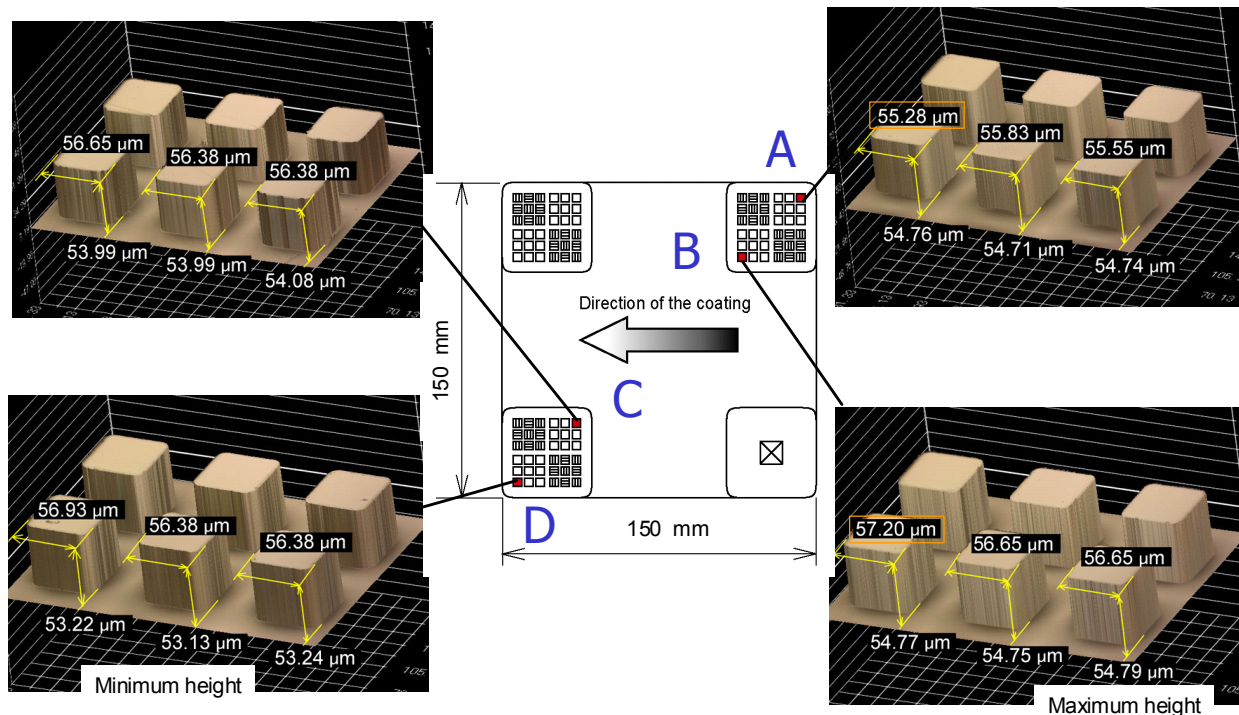 56.65 µm
56.38 µm
56.38 µm
53.99 µm
53.99 µm
54.08 µm
A
B
Direction of the coating
C
D
150 mm
150 mm
55.28 µm
55.83 µm
55.55 µm
54.76 µm
54.71 µm
54.74 µm
56.93 µm
56.38 µm
56.38 µm
53.22 µm
53.13 µm
53.24 µm
Minimum height
57.20 µm
56.65 µm
56.65 µm
54.77 µm
54.75 µm
54.79 µm
Maximum height